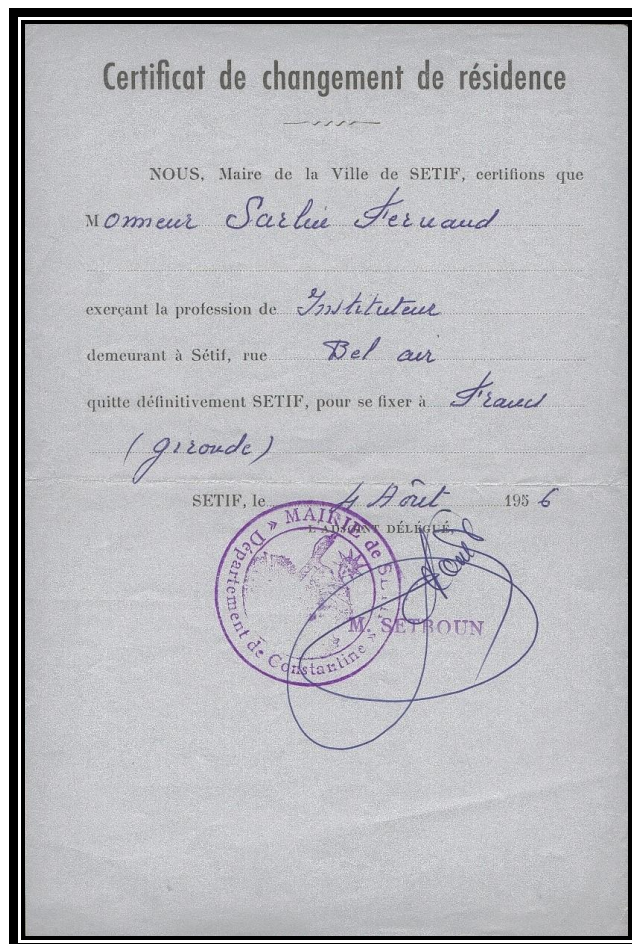 Certificat de changement de résidence
NOUS, Maire de la Ville de SETIF, certifions que
Monsieur Sarlin Fernand
exerçant la profession de Instituteur
demeurant à Sétif, rue Bel air
quitte définitivement SETIF, pour se fixer à France
(Gironde)
SETIF, le 4 Août 1956
L'ADJOINT DÉLÉGUÉ,
MAIRIE de SETIF
Département de Constantine
M. SETBOUN